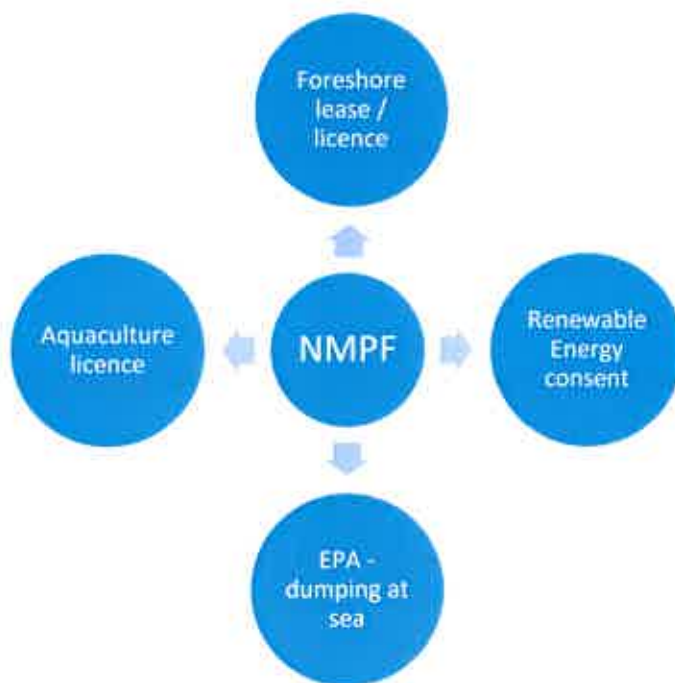 Foreshore
lease /
licence
Aquaculture
licence
NMPF
Renewable
Energy
consent
EPA -
dumping at
sea